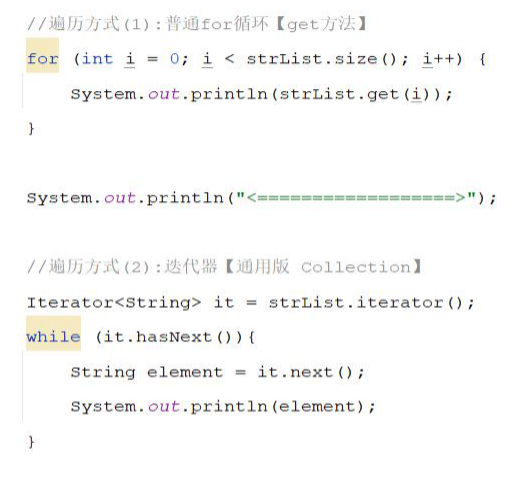 //遍历方式(1):普通for循环【get方法】
for (int i = 0; i < strList.size(); i++) {
System.out.println(strList.get(i));
}
System.out.println("<==================>");
//遍历方式(2):迭代器【通用版 Collection】
Iterator<String> it = strList.iterator();
while (it.hasNext()){
String element = it.next();
System.out.println(element);
}